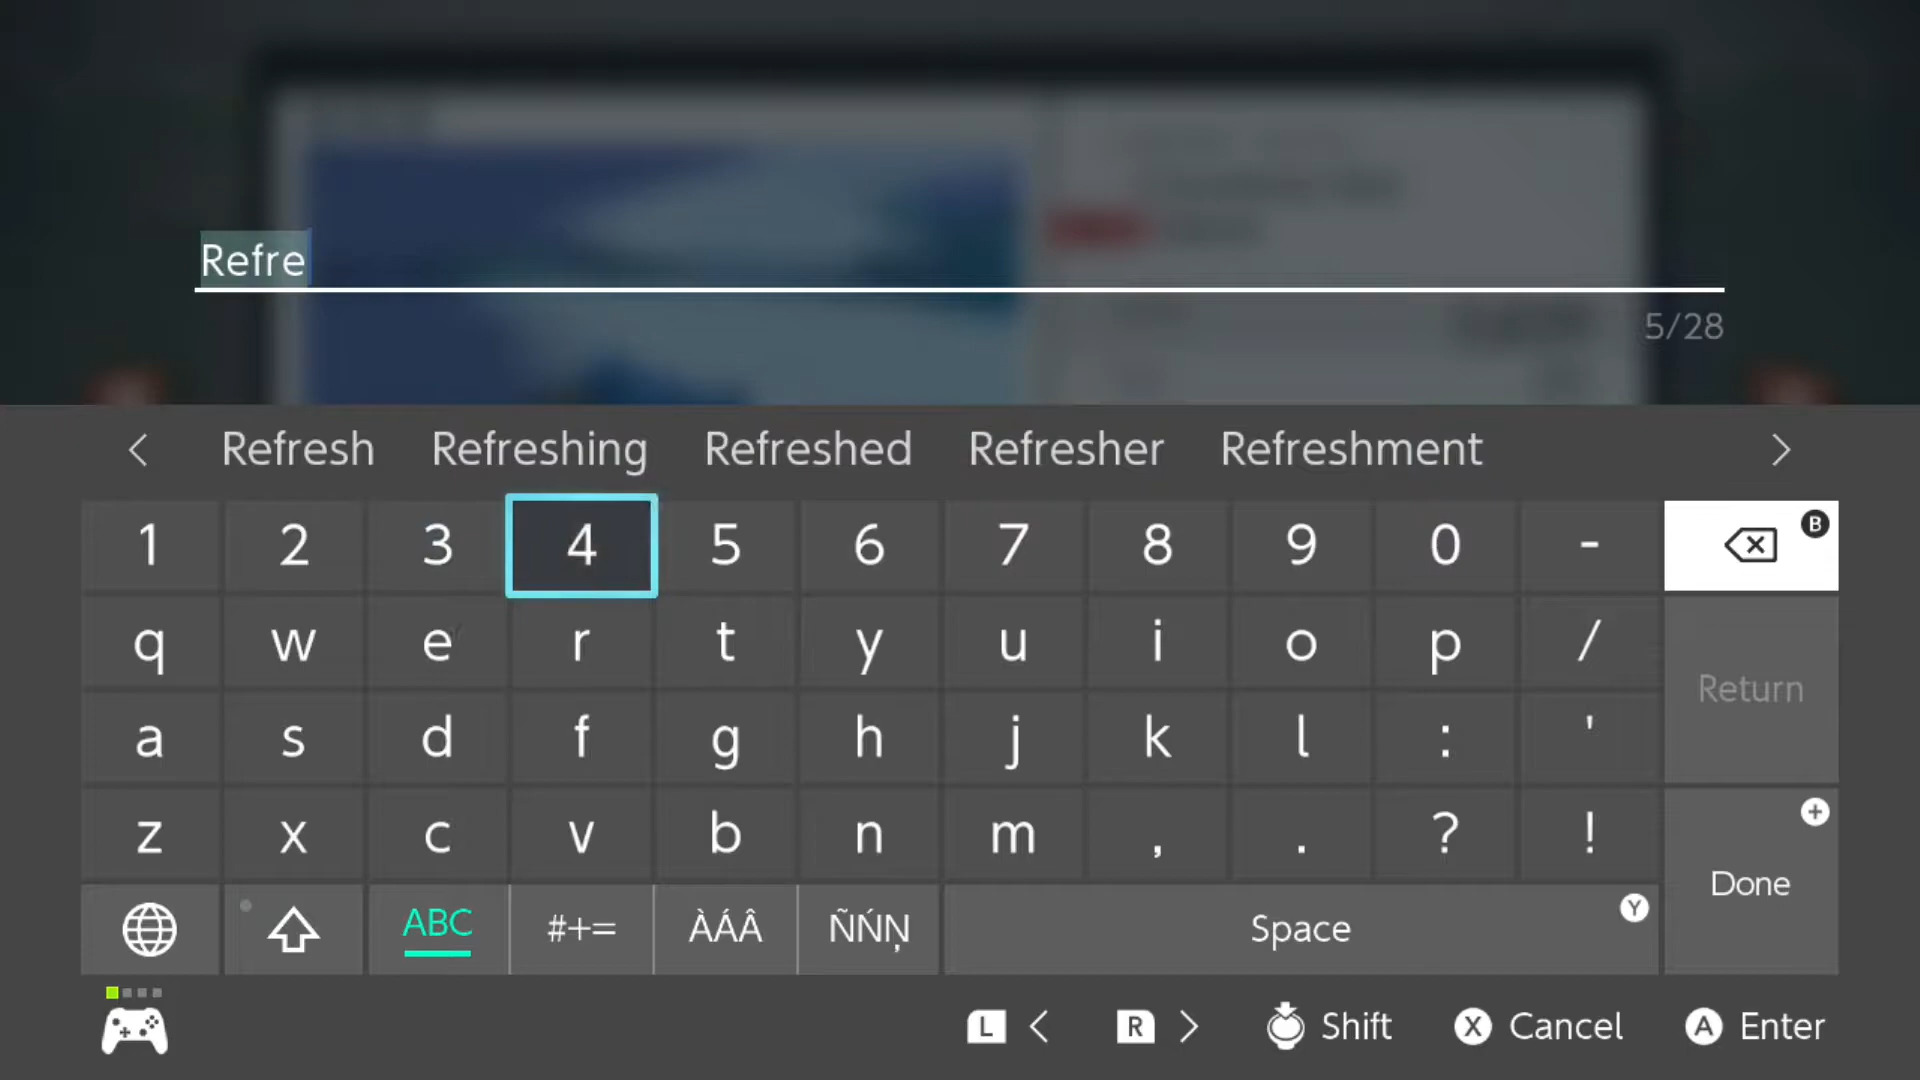 Refre
5/28
< Refresh Refreshing Refreshed Refresher Refreshment >
1 2 3 4 5 6 7 8 9 0 - B
q w e r t y u i o p /
Return
a s d f g h j k l : '
z x c v b n m , . ? ! +
Done
ABC #+= ÀÁÂ ÑŃŅ Space Y
L < R > Shift X Cancel A Enter